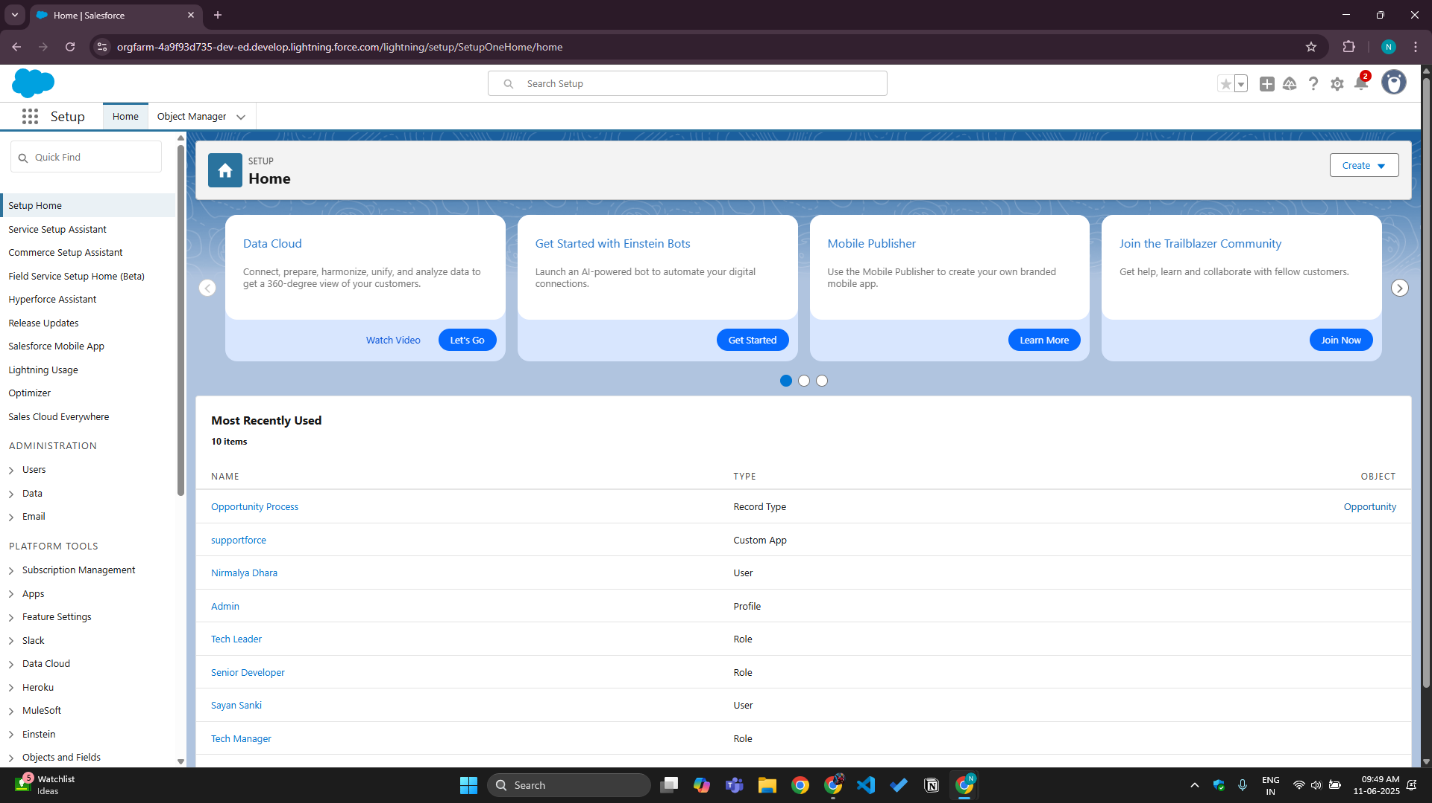 Home | Salesforce
orgfarm-4a9f93d735-dev-ed.develop.lightning.force.com/lightning/setup/SetupOneHome/home
N
Search Setup
2
Setup
Home
Object Manager
Quick Find
Setup Home
Service Setup Assistant
Commerce Setup Assistant
Field Service Setup Home (Beta)
Hyperforce Assistant
Release Updates
Salesforce Mobile App
Lightning Usage
Optimizer
Sales Cloud Everywhere
ADMINISTRATION
Users
Data
Email
PLATFORM TOOLS
Subscription Management
Apps
Feature Settings
Slack
Data Cloud
Heroku
MuleSoft
Einstein
Objects and Fields
SETUP
Home
Create
Data Cloud
Connect, prepare, harmonize, unify, and analyze data to
get a 360-degree view of your customers.
Watch Video
Let's Go
Get Started with Einstein Bots
Launch an AI-powered bot to automate your digital
connections.
Get Started
Mobile Publisher
Use the Mobile Publisher to create your own branded
mobile app.
Learn More
Join the Trailblazer Community
Get help, learn and collaborate with fellow customers.
Join Now
Most Recently Used
10 items
NAME TYPE OBJECT
Opportunity Process Record Type Opportunity
supportforce Custom App
Nirmalya Dhara User
Admin Profile
Tech Leader Role
Senior Developer Role
Sayan Sanki User
Tech Manager Role
5
Watchlist
Ideas
Search
N
ENG
IN
09:49 AM
11-06-2025